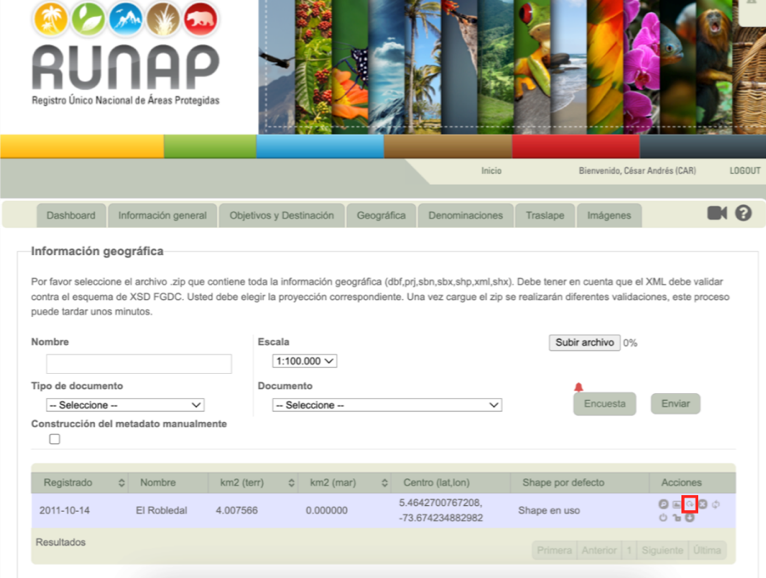 RUNAP
Registro Único Nacional de Áreas Protegidas
Inicio
Bienvenido, César Andrés (CAR)
LOGOUT
Dashboard
Información general
Objetivos y Destinación
Geográfica
Denominaciones
Traslape
Imágenes
?
Información geográfica
Por favor seleccione el archivo .zip que contiene toda la información geográfica (dbf,prj,sbn,sbx,shp,xml,shx). Debe tener en cuenta que el XML debe validar
contra el esquema de XSD FGDC. Usted debe elegir la proyección correspondiente. Una vez cargue el zip se realizarán diferentes validaciones, este proceso
puede tardar unos minutos.
Nombre
Escala
1:100.000
Subir archivo 0%
Tipo de documento
-- Seleccione --
Documento
-- Seleccione --
Encuesta
Enviar
Construcción del metadato manualmente
Registrado Nombre km2 (terr) km2 (mar) Centro (lat,lon) Shape por defecto Acciones
2011-10-14 El Robledal 4.007566 0.000000 5.4642700767208, -73.674234882982 Shape en uso
Resultados
Primera Anterior 1 Siguiente Última